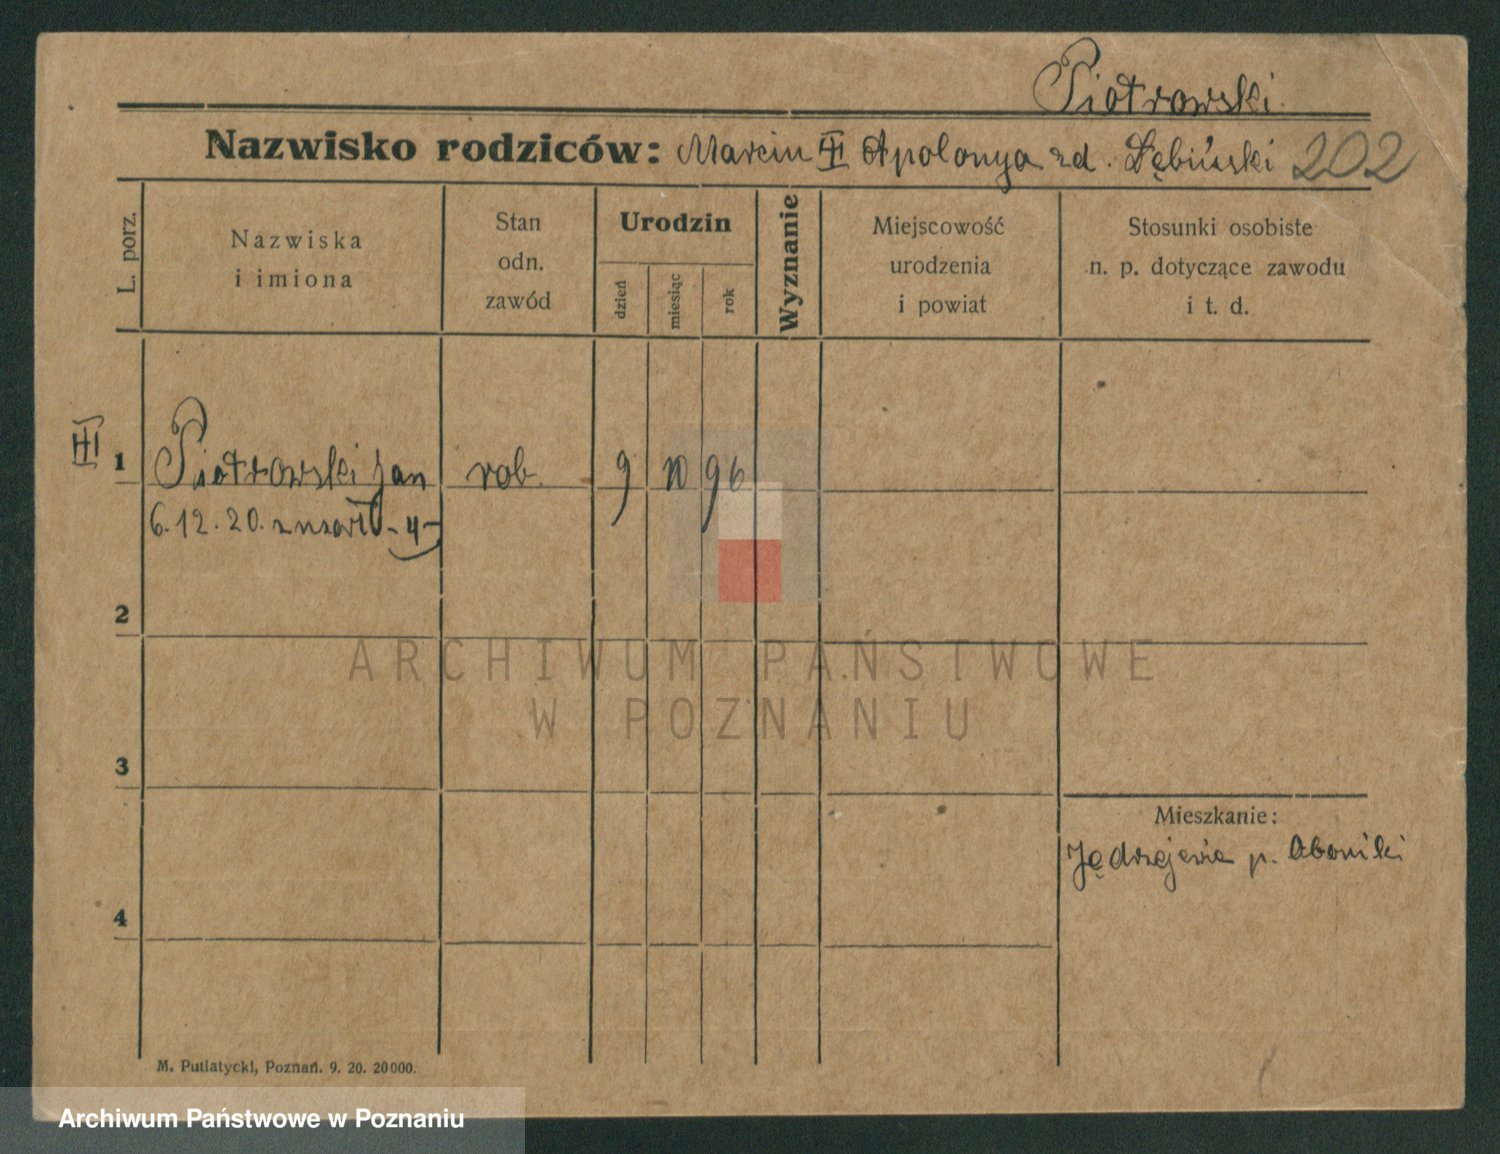 Piotrowski
Nazwisko rodziców: Marcin Apolonya zd. Dębiński 202
L. porz.
Nazwiska
i imiona
Stan
odn.
zawód
Urodzin
dzień
miesiąc
rok
Wyznanie
Miejscowość
urodzenia
i powiat
Stosunki osobiste
n. p. dotyczące zawodu
i t. d.
1 Piotrowski Jan rob. 9 10 96
6.12.20. zmarł
2
ARCHIWUM PAŃSTWOWE
W POZNANIU
3
Mieszkanie:
p.
4
M. Putiatycki, Poznań. 9. 20. 20000.
Archiwum Państwowe w Poznaniu